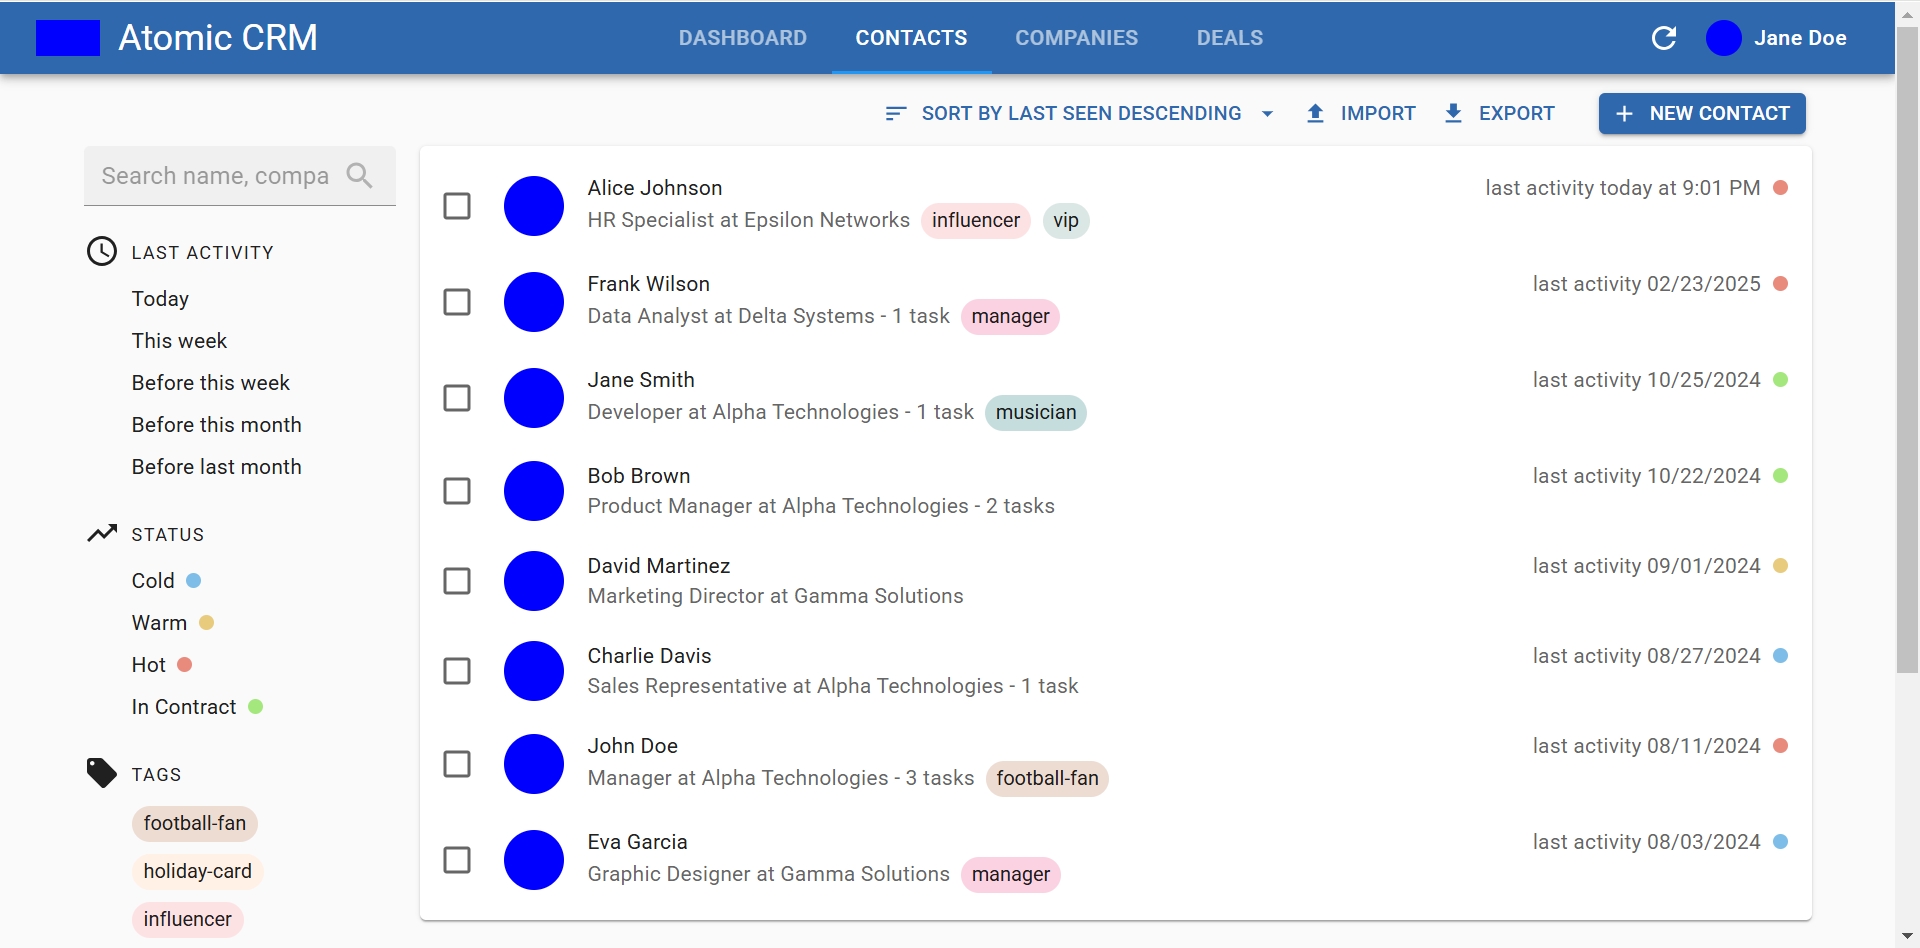 Atomic CRM
DASHBOARD CONTACTS COMPANIES DEALS
Jane Doe
SORT BY LAST SEEN DESCENDING IMPORT EXPORT NEW CONTACT
Search name, compa
LAST ACTIVITY
Today
This week
Before this week
Before this month
Before last month
STATUS
Cold
Warm
Hot
In Contract
TAGS
football-fan
holiday-card
influencer
Alice Johnson last activity today at 9:01 PM
HR Specialist at Epsilon Networks influencer vip
Frank Wilson last activity 02/23/2025
Data Analyst at Delta Systems - 1 task manager
Jane Smith last activity 10/25/2024
Developer at Alpha Technologies - 1 task musician
Bob Brown last activity 10/22/2024
Product Manager at Alpha Technologies - 2 tasks
David Martinez last activity 09/01/2024
Marketing Director at Gamma Solutions
Charlie Davis last activity 08/27/2024
Sales Representative at Alpha Technologies - 1 task
John Doe last activity 08/11/2024
Manager at Alpha Technologies - 3 tasks football-fan
Eva Garcia last activity 08/03/2024
Graphic Designer at Gamma Solutions manager